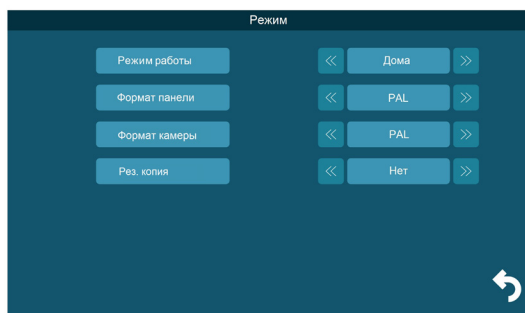 Режим
Режим работы « Дома »
Формат панели « PAL »
Формат камеры « PAL »
Рез. копия « Нет »